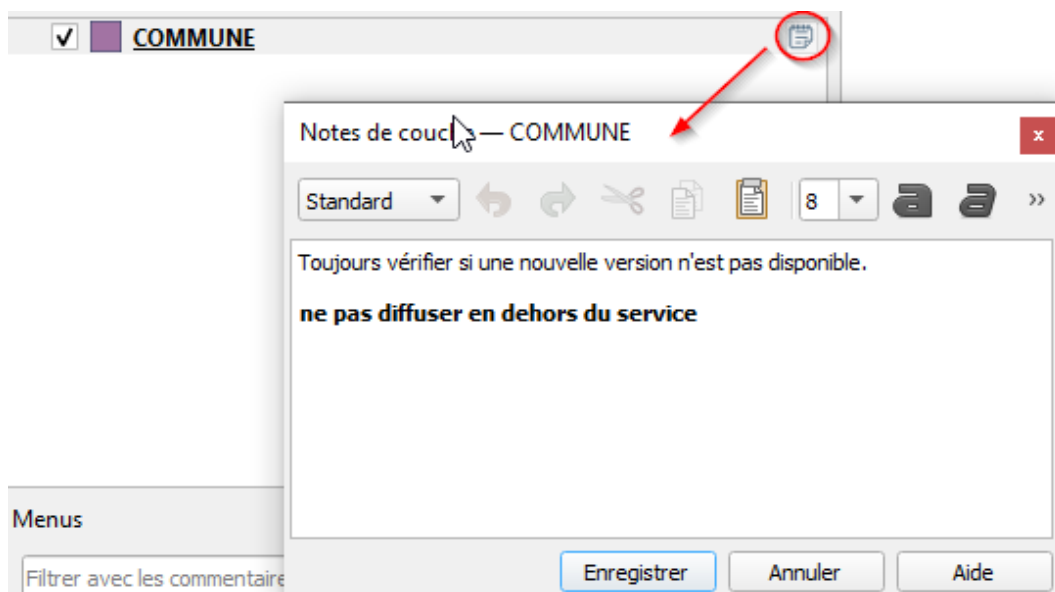 COMMUNE
Notes de couche — COMMUNE
Standard
8
Toujours vérifier si une nouvelle version n'est pas disponible.
ne pas diffuser en dehors du service
Menus
Filtrer avec les commentaire
Enregistrer
Annuler
Aide